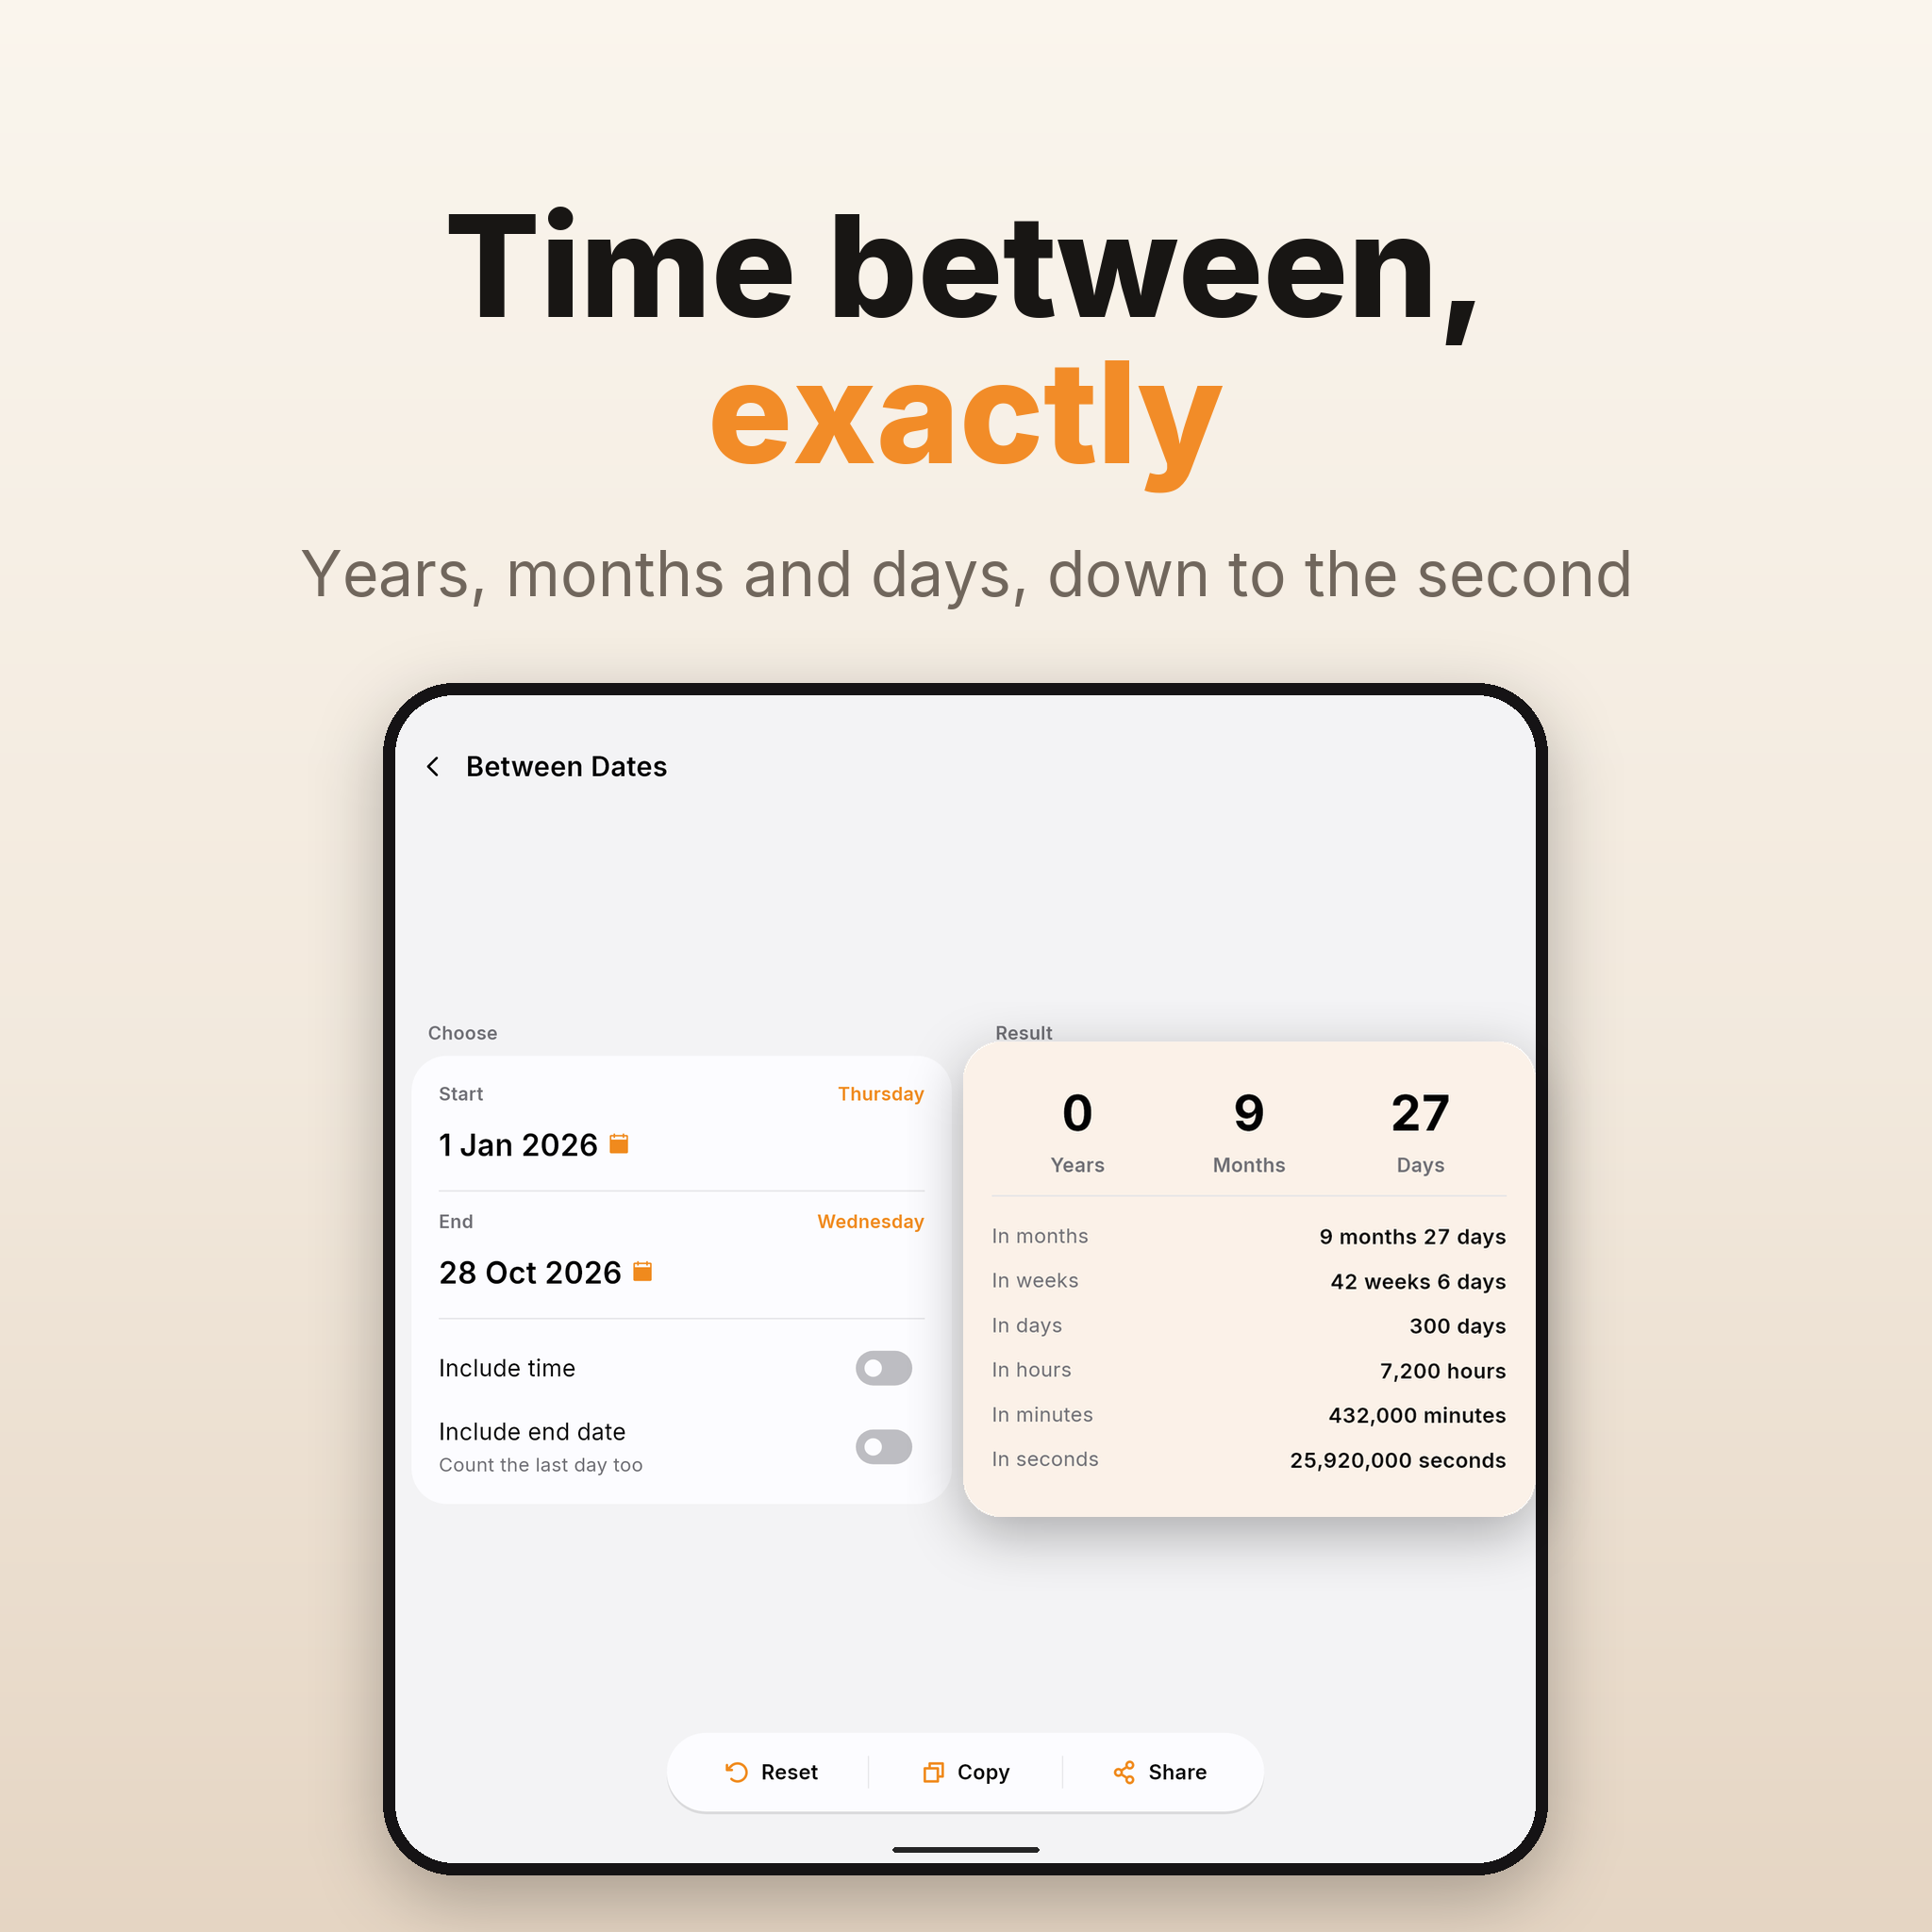 Time between,
exactly
Years, months and days, down to the second
Between Dates
Choose
Start Thursday
1 Jan 2026
End Wednesday
28 Oct 2026
Include time
Include end date
Count the last day too
Result
0 9 27
Years Months Days
In months 9 months 27 days
In weeks 42 weeks 6 days
In days 300 days
In hours 7,200 hours
In minutes 432,000 minutes
In seconds 25,920,000 seconds
Reset Copy Share